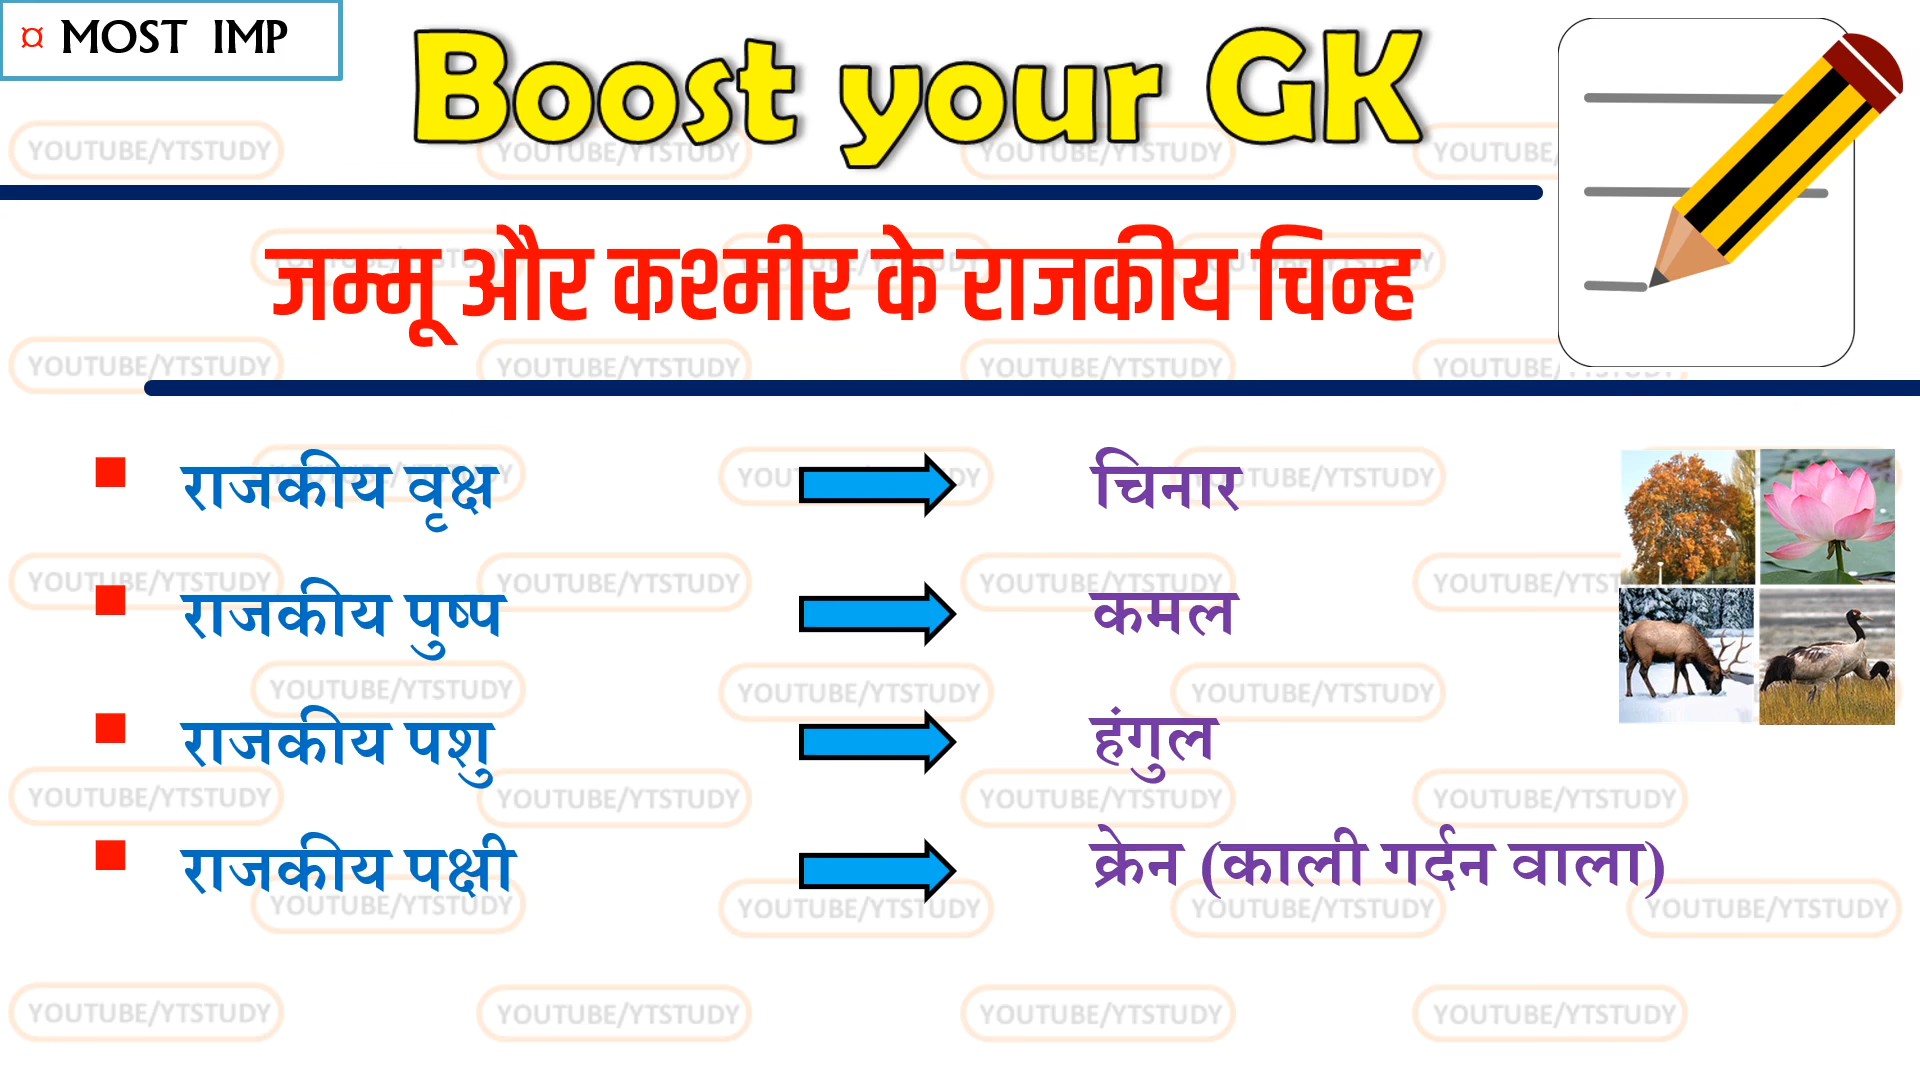 ¤ MOST IMP
Boost your GK
जम्मू और कश्मीर के राजकीय चिन्ह
राजकीय वृक्ष चिनार
राजकीय पुष्प कमल
राजकीय पशु हंगुल
राजकीय पक्षी क्रेन (काली गर्दन वाला)
YOUTUBE/YTSTUDY